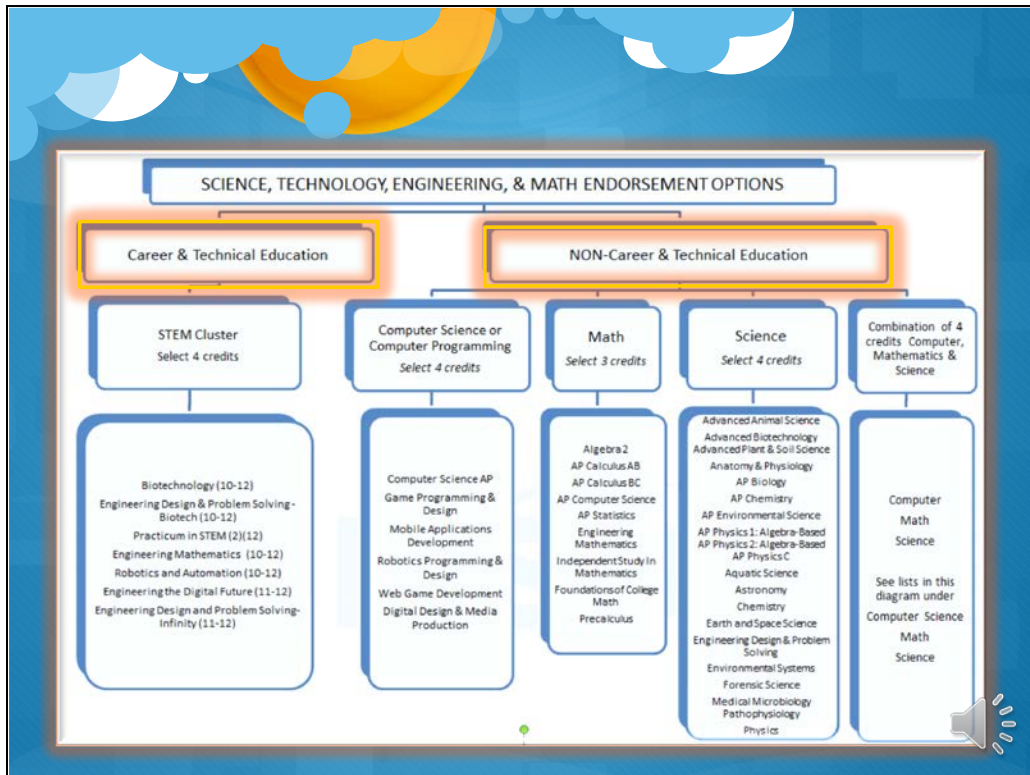 SCIENCE, TECHNOLOGY, ENGINEERING, & MATH ENDORSEMENT OPTIONS
Career & Technical Education
NON-Career & Technical Education
STEM Cluster
Select 4 credits
Computer Science or
Computer Programming
Select 4 credits
Math
Select 3 credits
Science
Select 4 credits
Combination of 4
credits Computer,
Mathematics &
Science
Biotechnology (10-12)
Engineering Design & Problem Solving-
Biotech (10-12)
Practicum in STEM (2)(12)
Engineering Mathematics (10-12)
Robotics and Automation (10-12)
Engineering the Digital Future (11-12)
Engineering Design and Problem Solving-
Infinity (11-12)
Computer Science AP
Game Programming &
Design
Mobile Applications
Development
Robotics Programming &
Design
Web Game Development
Digital Design & Media
Production
Algebra 2
AP Calculus AB
AP Calculus BC
AP Computer Science
AP Statistics
Engineering
Mathematics
Independent Study In
Mathematics
Foundations of College
Math
Precalculus
Advanced Animal Science
Advanced Biotechnology
Advanced Plant & Soil Science
Anatomy & Physiology
AP Biology
AP Chemistry
AP Environmental Science
AP Physics 1: Algebra-Based
AP Physics 2: Algebra-Based
AP Physics C
Aquatic Science
Astronomy
Chemistry
Earth and Space Science
Engineering Design & Problem
Solving
Environmental Systems
Forensic Science
Medical Microbiology
Pathophysiology
Physics
Computer
Math
Science
See lists in this
diagram under
Computer Science
Math
Science